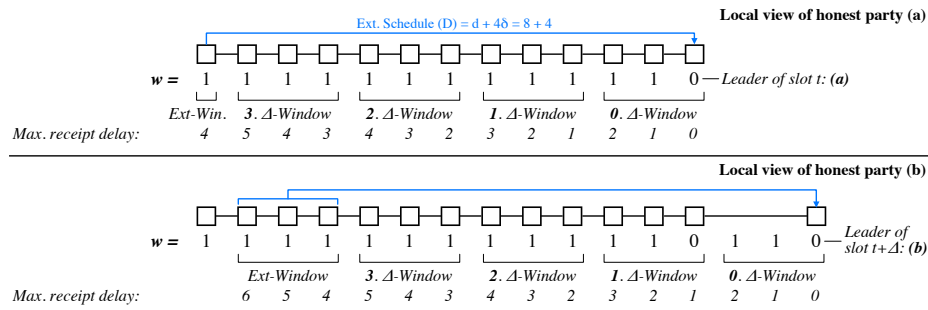 Local view of honest party (a)
Ext. Schedule (D) = d + 4δ = 8 + 4
w = 1 1 1 1 1 1 1 1 1 1 1 1 0 Leader of slot t: (a)
Ext-Win. 3. Δ-Window 2. Δ-Window 1. Δ-Window 0. Δ-Window
Max. receipt delay: 4 5 4 3 4 3 2 3 2 1 2 1 0
Local view of honest party (b)
w = 1 1 1 1 1 1 1 1 1 1 1 1 0 1 1 0 Leader of
slot t+Δ: (b)
Ext-Window 3. Δ-Window 2. Δ-Window 1. Δ-Window 0. Δ-Window
Max. receipt delay: 6 5 4 5 4 3 4 3 2 3 2 1 2 1 0